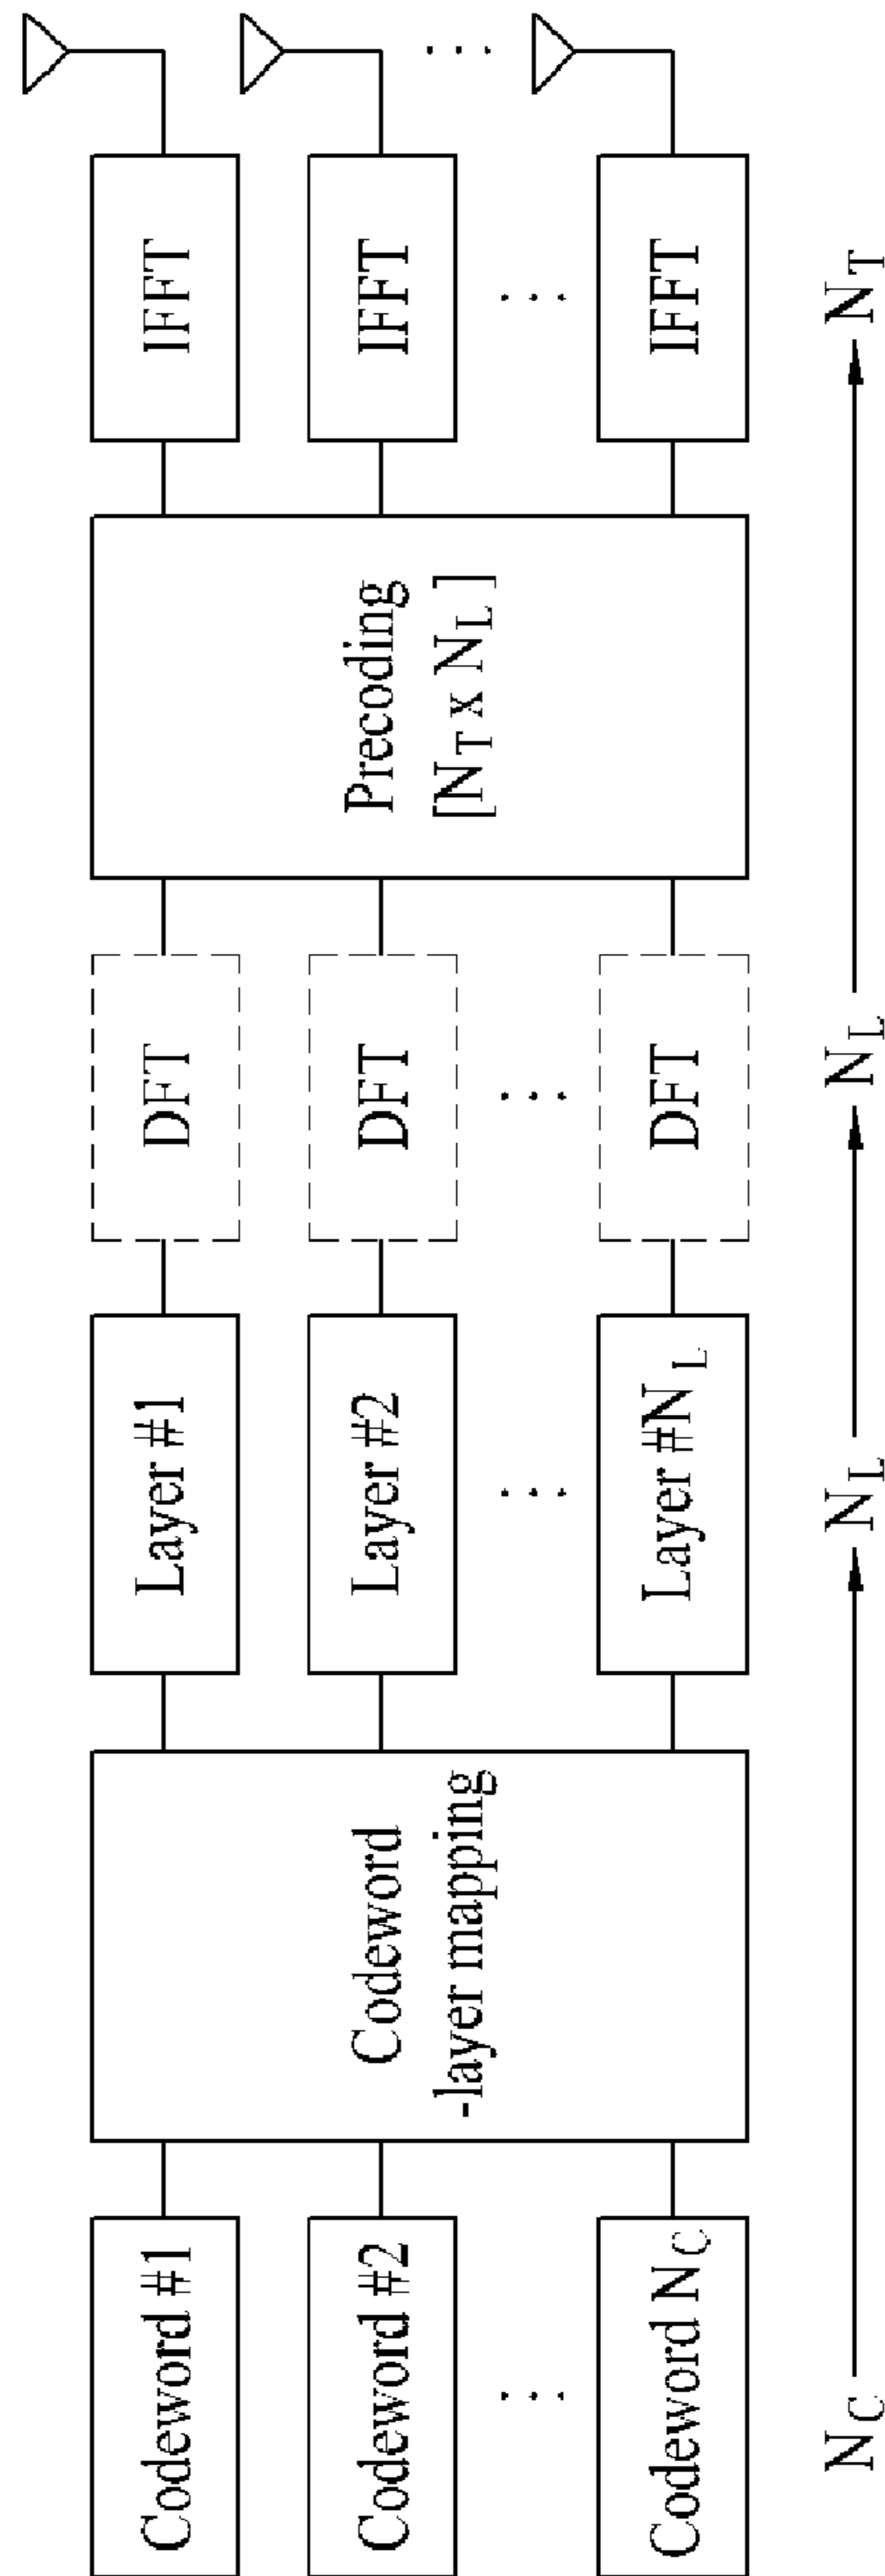 Codeword #1
Codeword #2
...
Codeword N_C
Codeword
-layer mapping
Layer #1
Layer #2
...
Layer #N_L
DFT
DFT
...
DFT
Precoding
[N_T x N_L]
IFFT
IFFT
...
IFFT
...
N_C
N_L
N_L
N_T